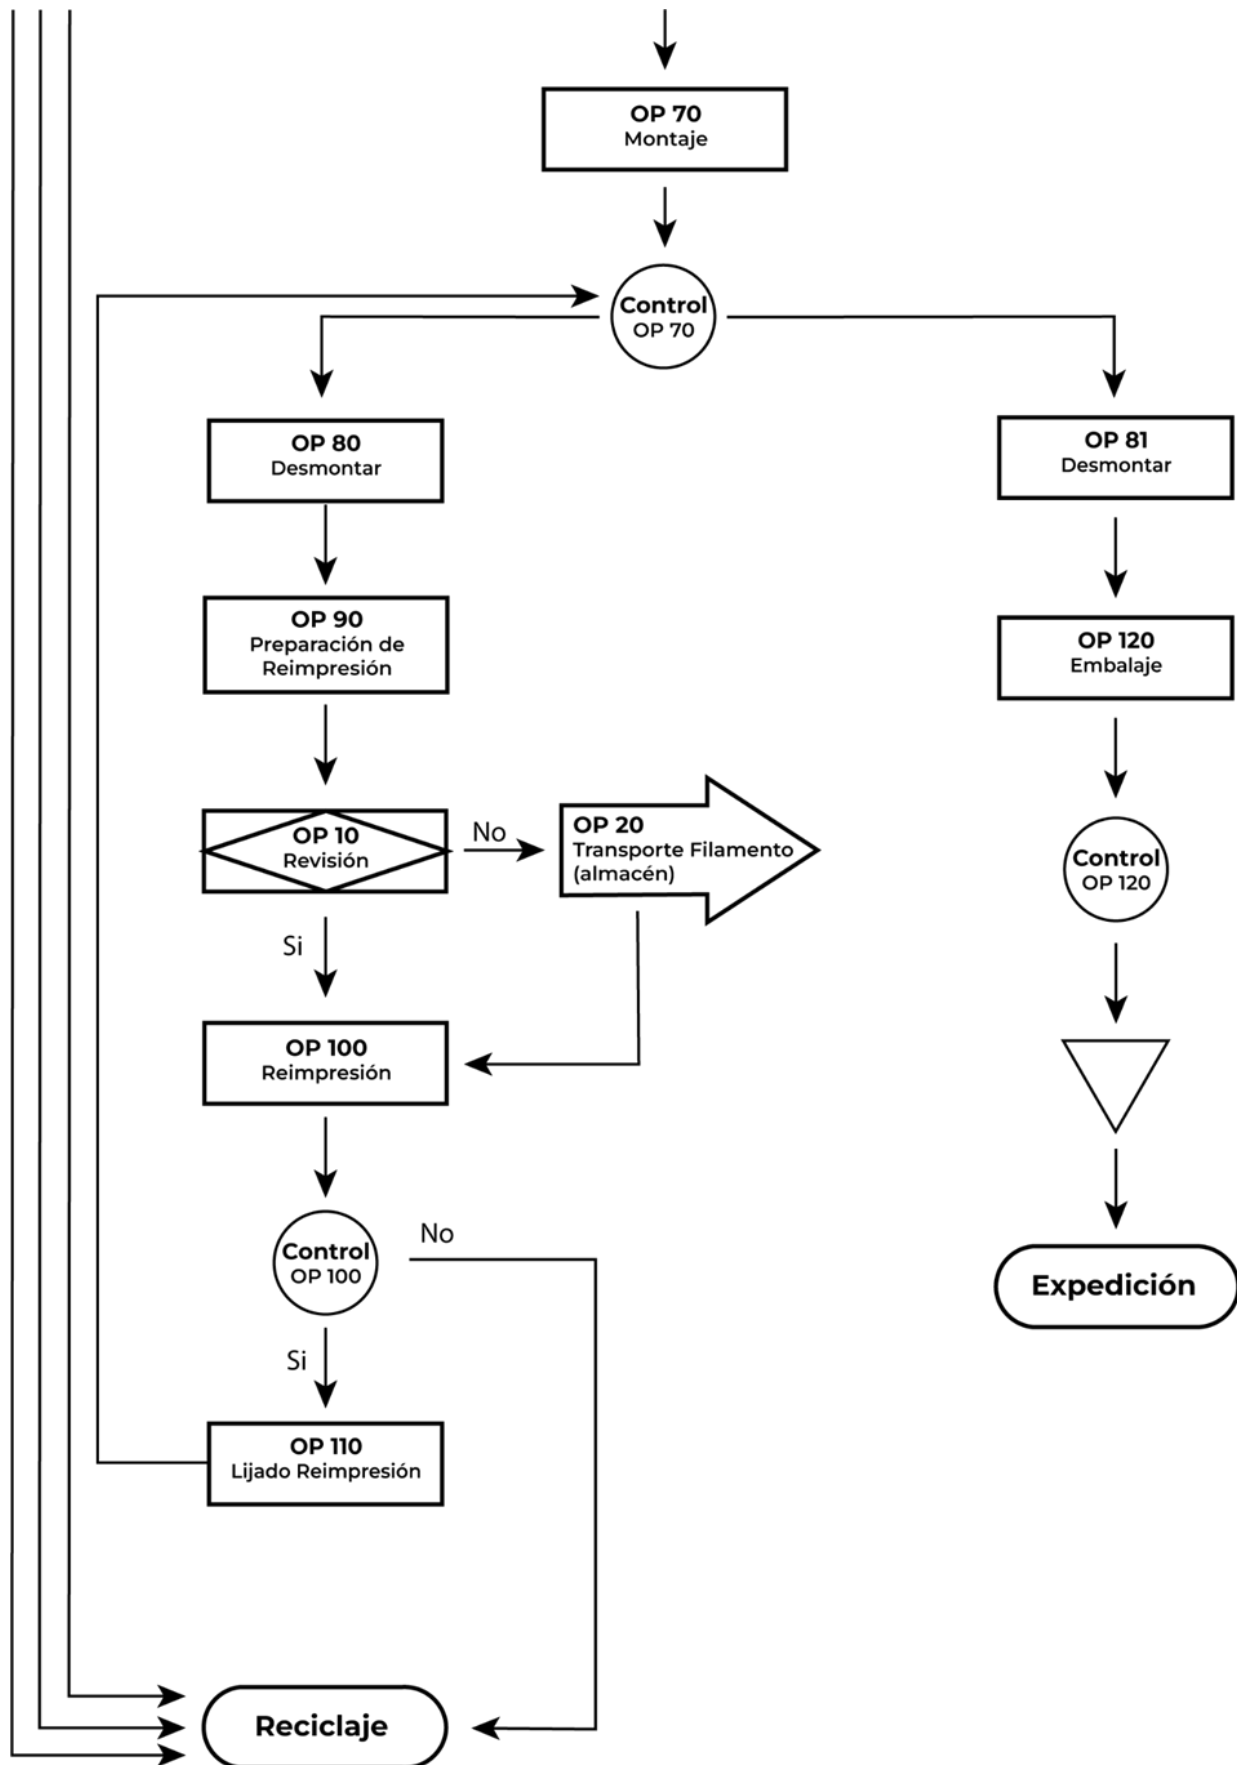 OP 70
Montaje
Control
OP 70
OP 80
Desmontar
OP 81
Desmontar
OP 90
Preparación de
Reimpresión
OP 120
Embalaje
OP 10
Revisión
No
OP 20
Transporte Filamento
(almacén)
Control
OP 120
Si
OP 100
Reimpresión
Control
OP 100
No
Expedición
Si
OP 110
Lijado Reimpresión
Reciclaje